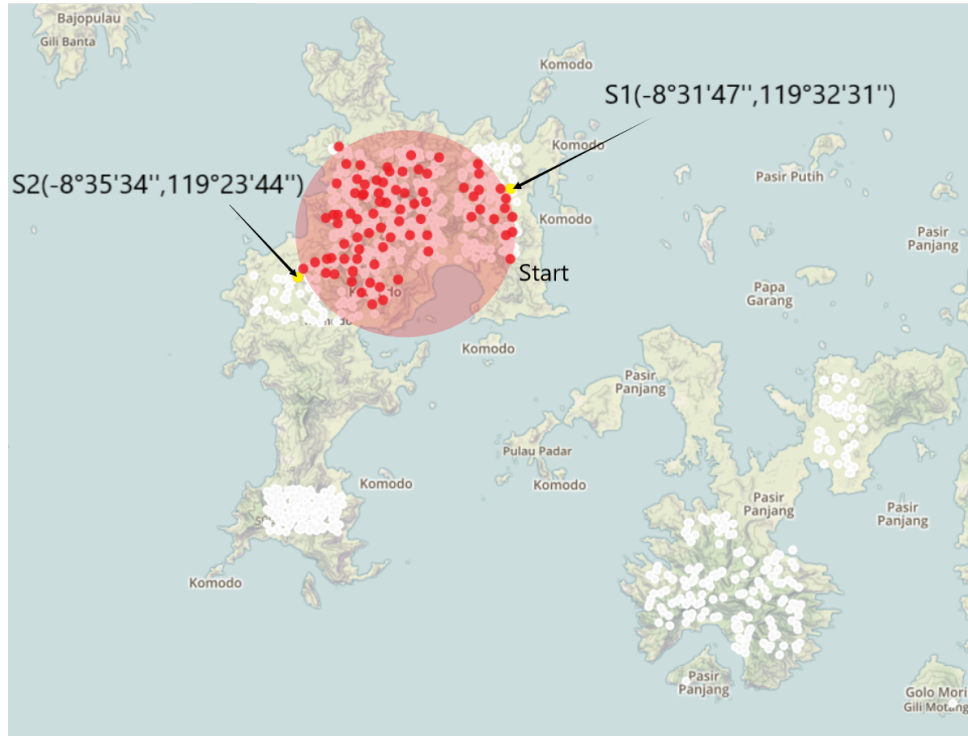 Bajopulau
Gili Banta
Komodo
S1(-8°31'47'',119°32'31'')
Komodo
Pasir Putih
S2(-8°35'34'',119°23'44'')
Komodo
Pasir
Panjang
Start
Komodo
Papa
Garang
Komodo
Komodo
Pasir
Panjang
Pulau Padar
Komodo
Komodo
Pasir
Panjang
Pasir
Panjang
Komodo
Pasir
Panjang
Golo Mori
Gili Motang